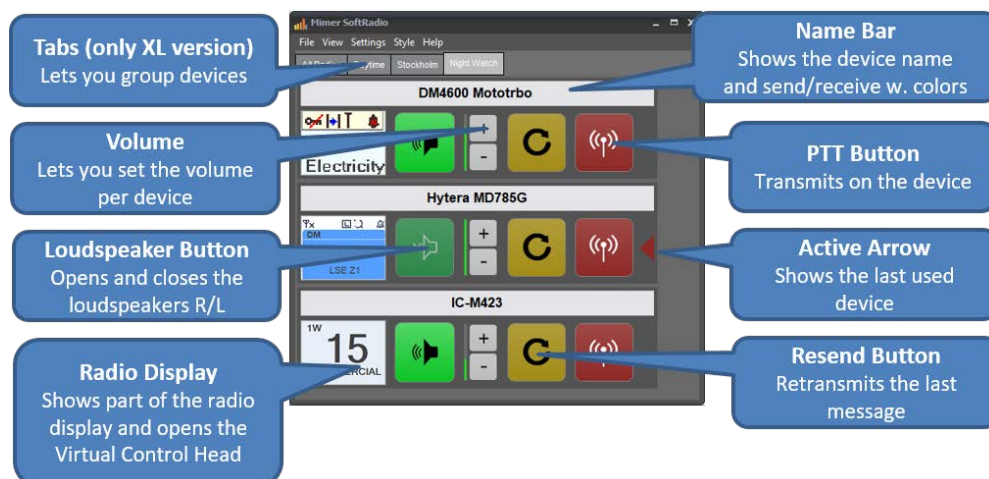 Tabs (only XL version)
Lets you group devices
Volume
Lets you set the volume
per device
Loudspeaker Button
Opens and closes the
loudspeakers R/L
Radio Display
Shows part of the radio
display and opens the
Virtual Control Head
Mimer SoftRadio
File View Settings Style Help
Stockholm Night Watch
DM4600 Mototrbo
Electricity
+
-
Hytera MD785G
DM
LSE Z1
+
-
IC-M423
1W
15
+
-
Name Bar
Shows the device name
and send/receive w. colors
PTT Button
Transmits on the device
Active Arrow
Shows the last used
device
Resend Button
Retransmits the last
message